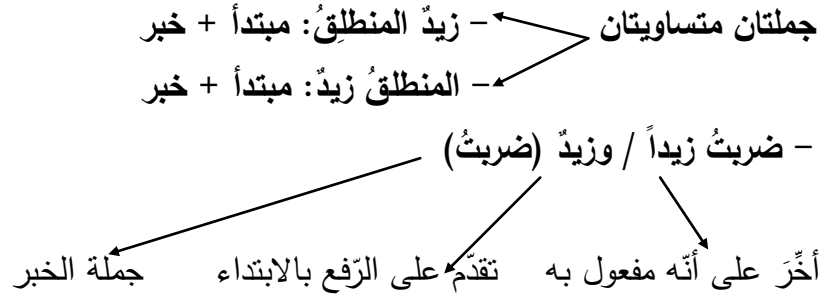 جملتان متساويتان – زيدٌ المنطلِقُ: مبتدأ + خبر
– المنطلقُ زيدٌ: مبتدأ + خبر
– ضربتُ زيداً / وزيدٌ (ضربتُ)
أخِّرَ على أنّه مفعول به تقدّم على الرّفع بالابتداء جملة الخبر